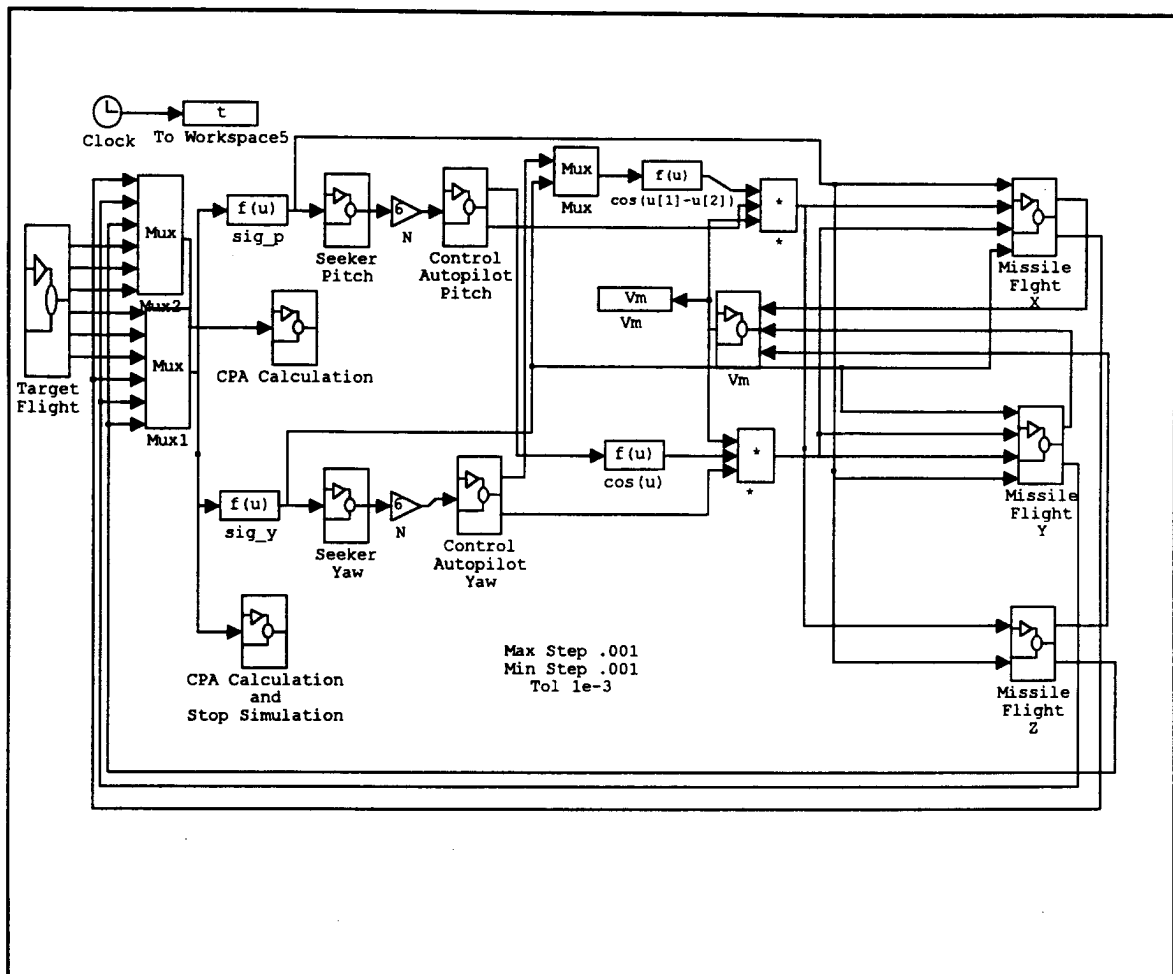 t
Clock
To Workspace5
Mux
Mux2
f(u)
sig_p
Seeker
Pitch
6
N
Control
Autopilot
Pitch
Mux
Mux
f(u)
cos(u[1]-u[2])
*
*
Missile
Flght
X
Target
Flight
Mux
Mux1
CPA Calculation
Vm
Vm
Vm
f(u)
sig_y
Seeker
Yaw
6
N
Control
Autopilot
Yaw
f(u)
cos(u)
*
*
Missile
Flight
Y
CPA Calculation
and
Stop Simulation
Max Step .001
Min Step .001
Tol 1e-3
Missile
Flight
Z